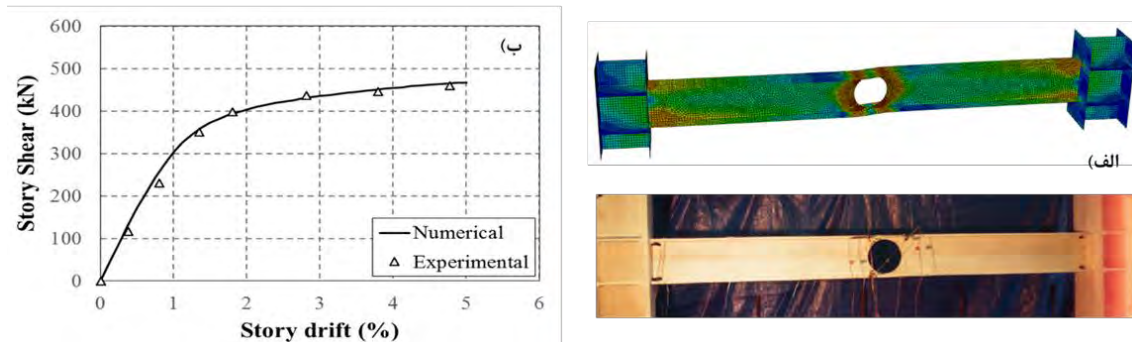 600
500
400
300
200
100
0
Story Shear (kN)
0 1 2 3 4 5 6
Story drift (%)
ب)
Numerical
Experimental
الف)